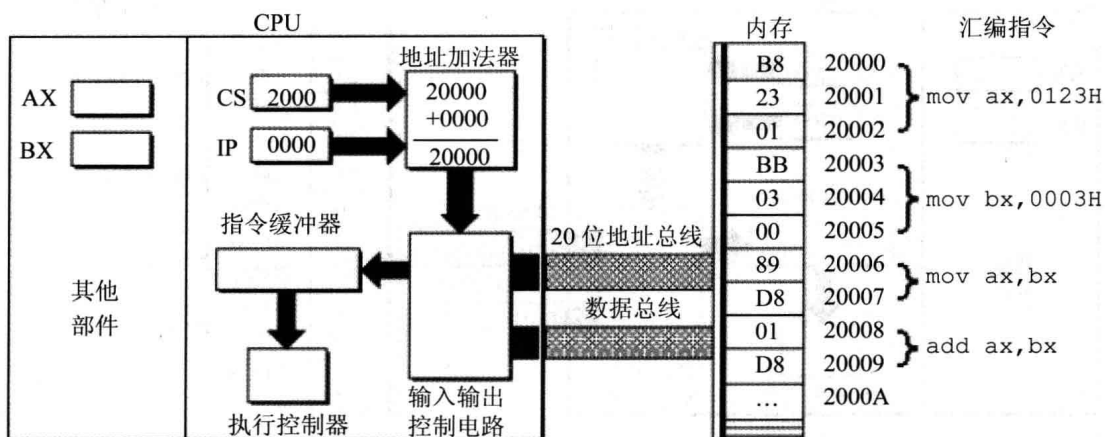 CPU
AX
BX
其他
部件
CS
2000
IP
0000
地址加法器
20000
+0000
20000
指令缓冲器
执行控制器
输入输出
控制电路
20 位地址总线
数据总线
内存
汇编指令
B8 20000
23 20001
01 20002
mov ax,0123H
BB 20003
03 20004
00 20005
mov bx,0003H
89 20006
D8 20007
mov ax,bx
01 20008
D8 20009
add ax,bx
… 2000A